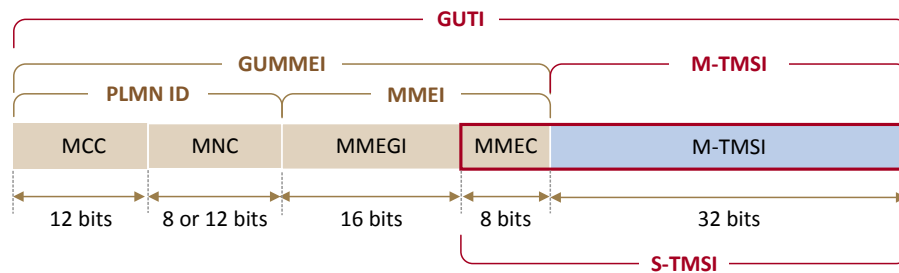 GUTI
GUMMEI M-TMSI
PLMN ID MMEI
MCC MNC MMEGI MMEC M-TMSI
12 bits 8 or 12 bits 16 bits 8 bits 32 bits
S-TMSI